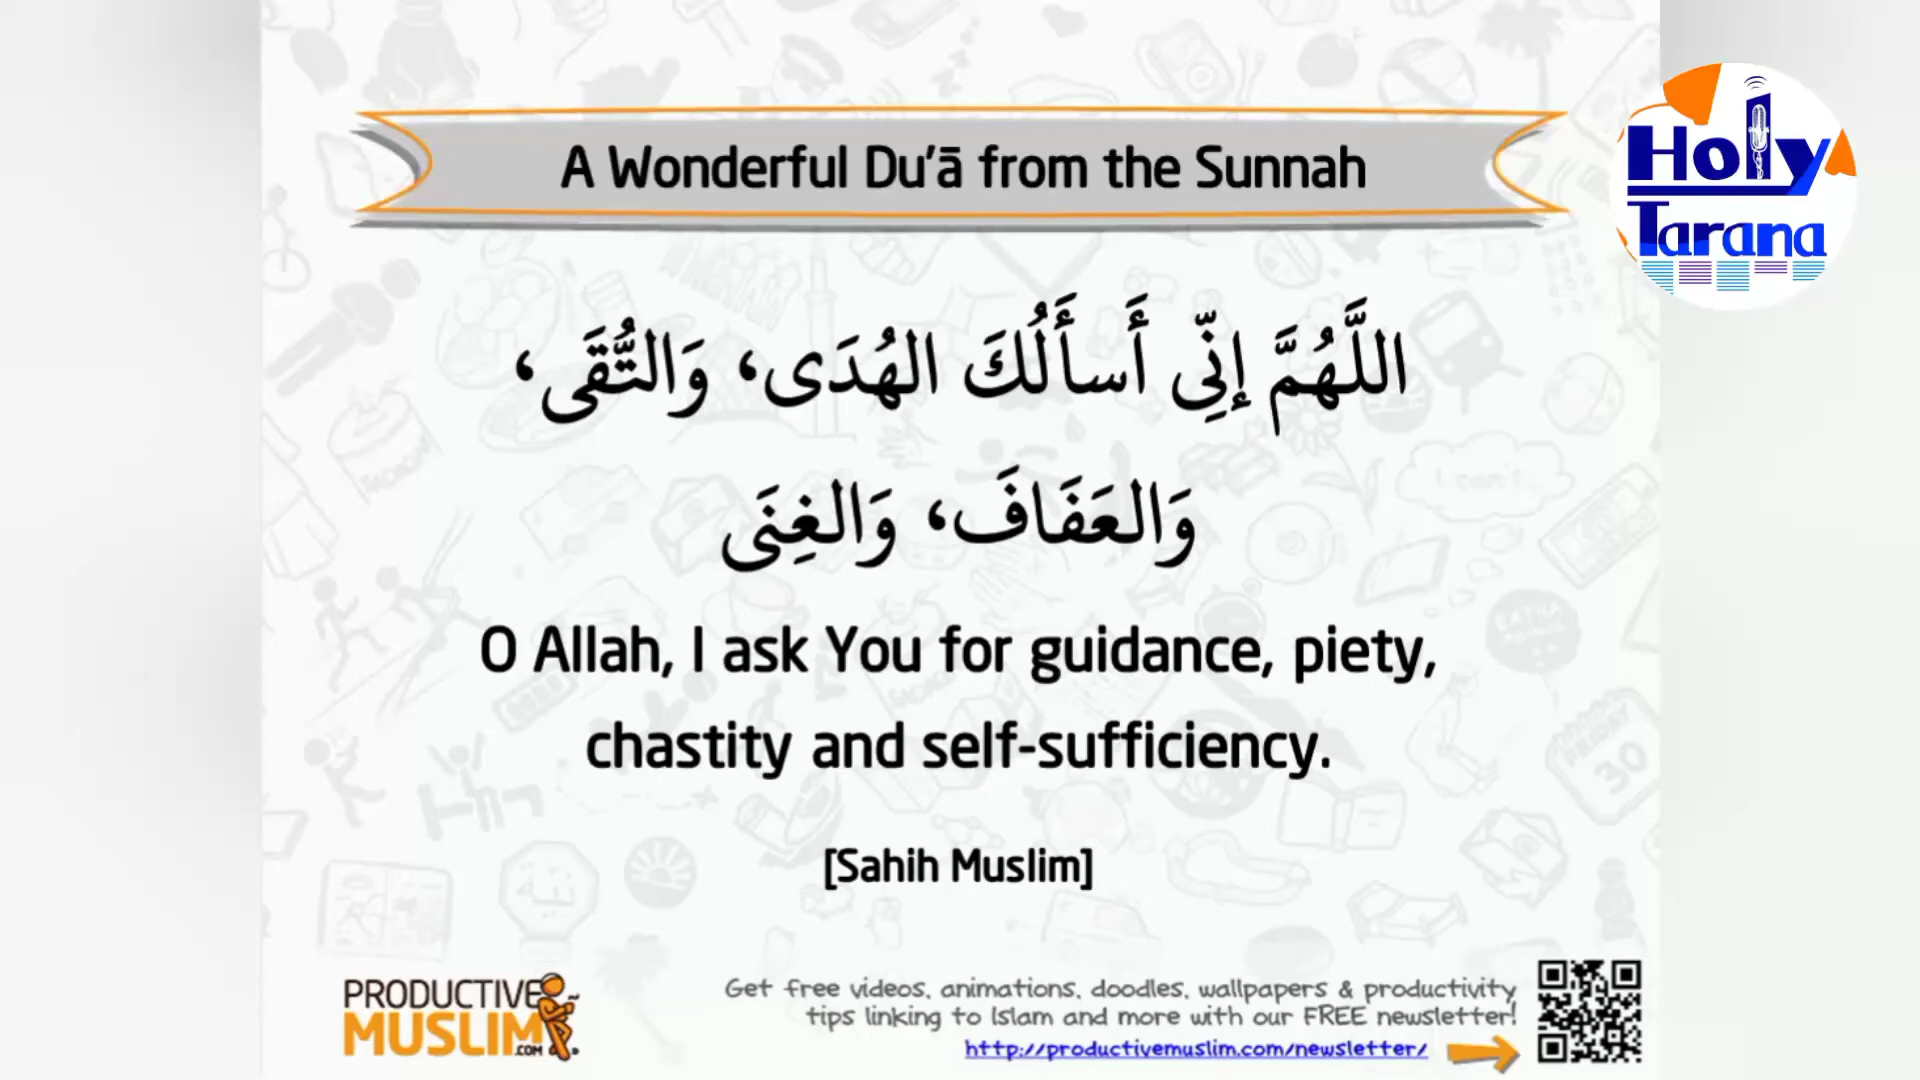 A Wonderful Du'ā from the Sunnah
Holy
Tarana
اللَّهُمَّ إنِّى أَسأَلُكَ الهُدَى، وَالتُّقَى،
وَالعَفَافَ، وَالغِنَى
O Allah, I ask You for guidance, piety,
chastity and self-sufficiency.
[Sahih Muslim]
PRODUCTIVE
MUSLIM
.COM
Get free videos, animations, doodles, wallpapers & productivity
tips linking to Islam and more with our FREE newsletter!
http://productivemuslim.com/newsletter/